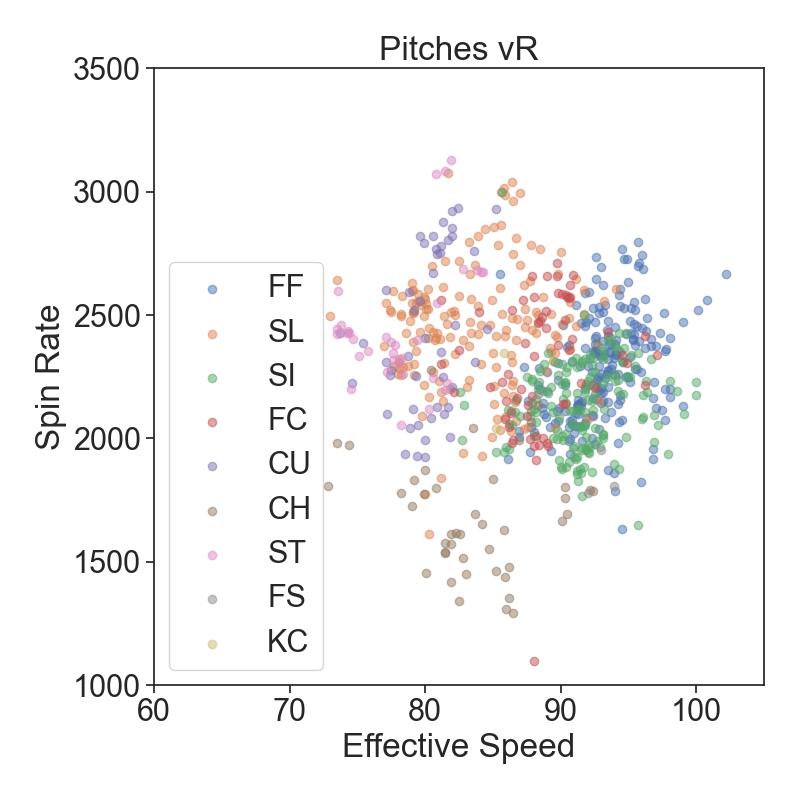 Pitches vR
3500
3000
2500
2000
1500
1000
Spin Rate
FF
SL
SI
FC
CU
CH
ST
FS
KC
60 70 80 90 100
Effective Speed